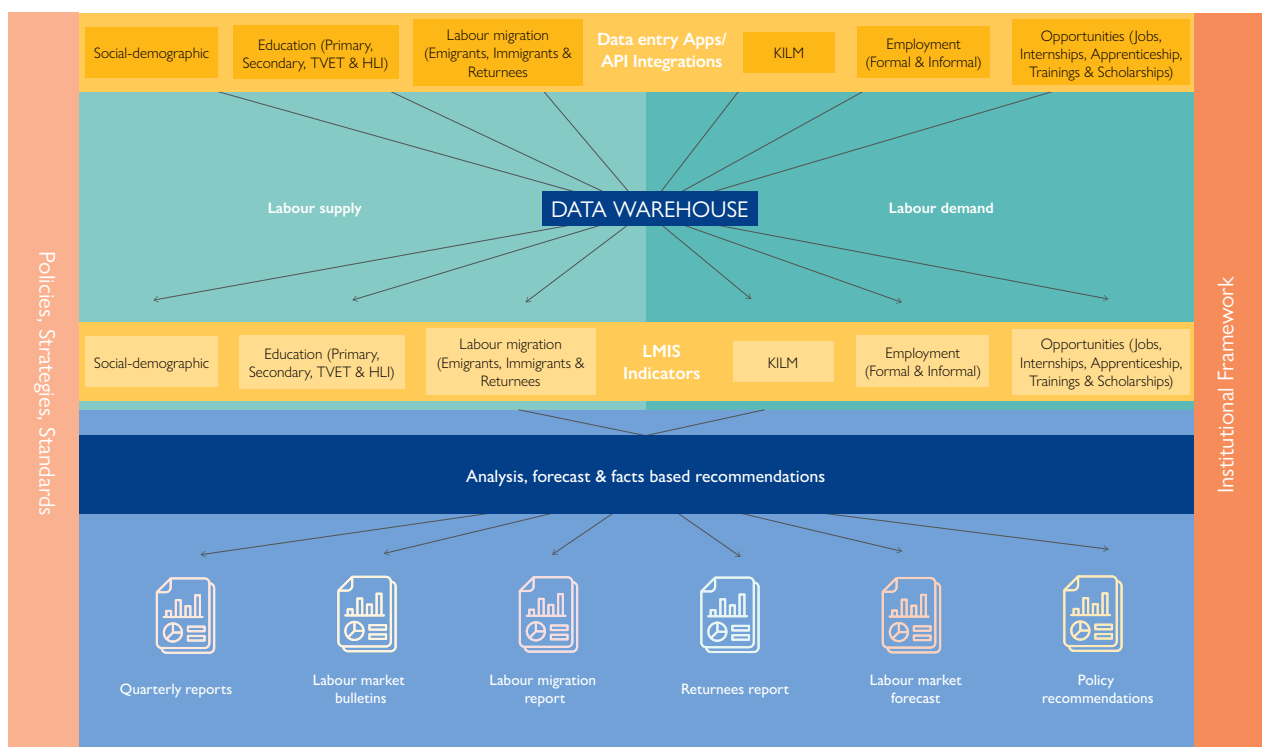 Social-demographic
Education (Primary,
Secondary, TVET & HLI)
Labour migration
(Emigrants, Immigrants &
Returnees
Data entry Apps/
API Integrations
KILM
Employment
(Formal & Informal)
Opportunities (Jobs,
Internships, Apprenticeship,
Trainings & Scholarships)
Labour supply
DATA WAREHOUSE
Labour demand
Policies, Strategies, Standards
Institutional Framework
Social-demographic
Education (Primary,
Secondary, TVET & HLI)
Labour migration
(Emigrants, Immigrants &
Returnees
LMIS
Indicators
KILM
Employment
(Formal & Informal)
Opportunities (Jobs,
Internships, Apprenticeship,
Trainings & Scholarships)
Analysis, forecast & facts based recommendations
Quarterly reports
Labour market
bulletins
Labour migration
report
Returnees report
Labour market
forecast
Policy
recommendations